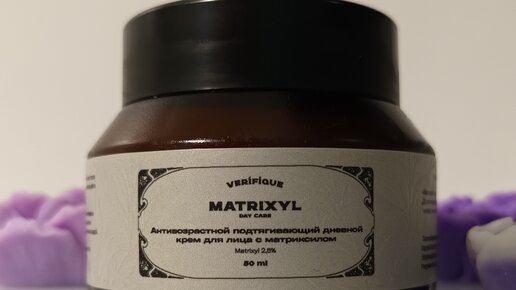 VERIFIQUE
MATRIXYL
DAY CARE
Антивозрастной подтягивающий дневной
крем для лица с матриксилом
Matrixyl 2,5%
50 ml